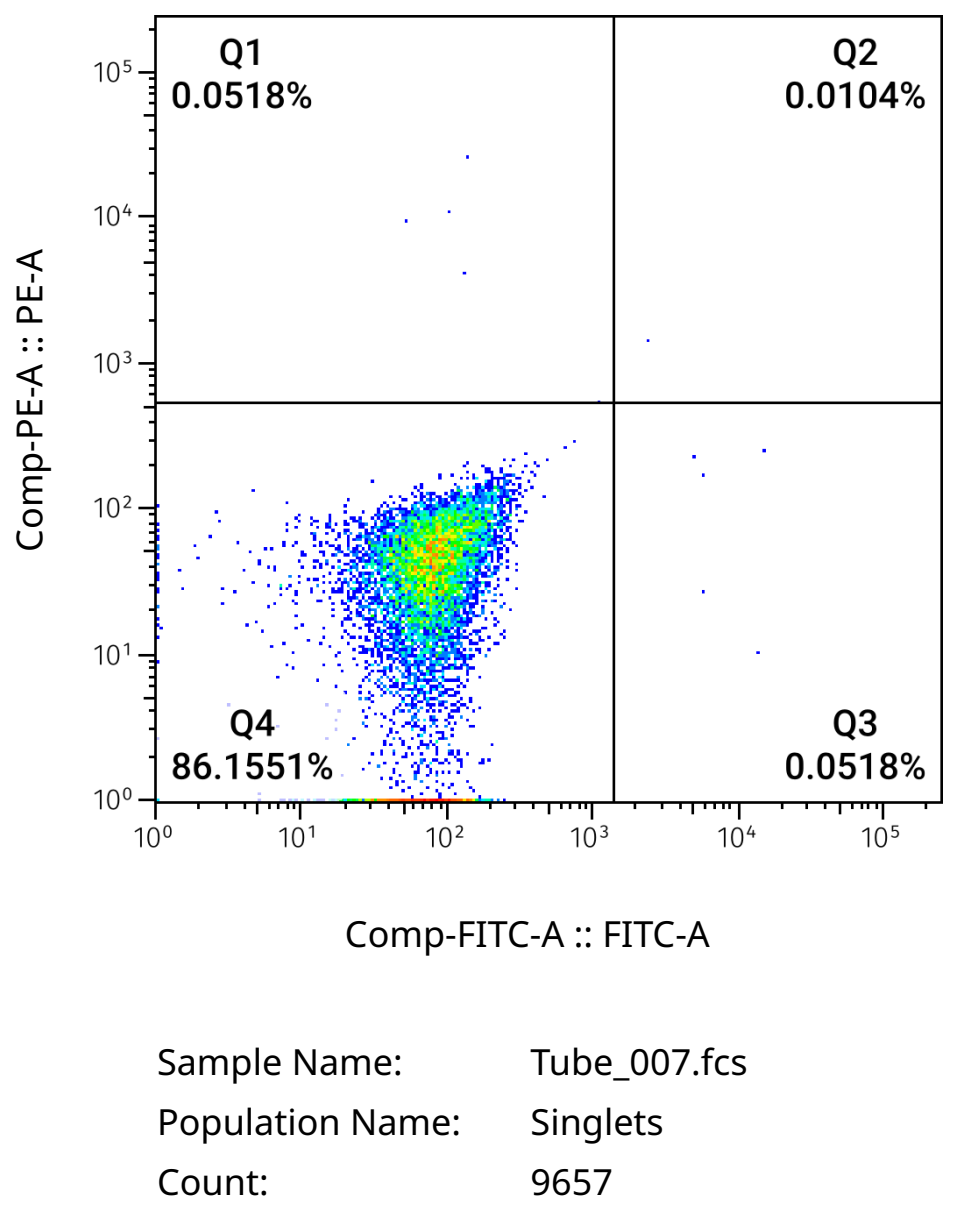 Q1
0.0518%
Q2
0.0104%
10⁵
10⁴
10³
10²
10¹
10⁰
Comp-PE-A :: PE-A
Q4
86.1551%
Q3
0.0518%
10⁰ 10¹ 10² 10³ 10⁴ 10⁵
Comp-FITC-A :: FITC-A
Sample Name: Tube_007.fcs
Population Name: Singlets
Count: 9657